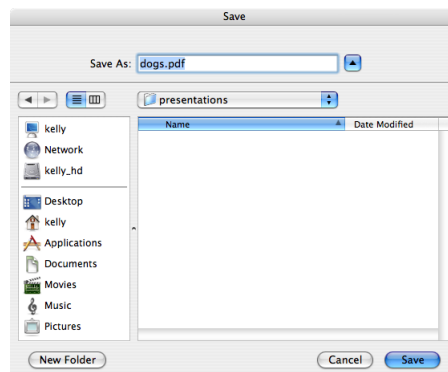 Save
Save As: dogs.pdf
presentations
Name Date Modified
kelly
Network
kelly_hd
Desktop
kelly
Applications
Documents
Movies
Music
Pictures
New Folder Cancel Save